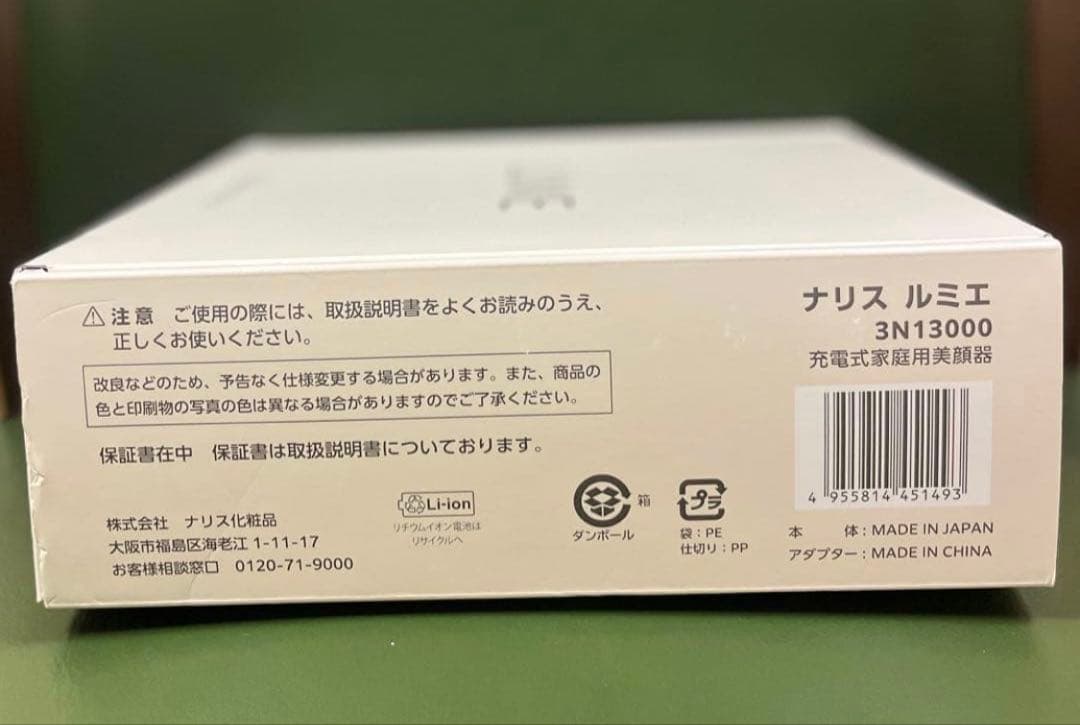 ⚠注意 ご使用の際には、取扱説明書をよくお読みのうえ、
正しくお使いください。
改良などのため、予告なく仕様変更する場合があります。また、商品の
色と印刷物の写真の色は異なる場合がありますのでご了承ください。
保証書在中 保証書は取扱説明書についております。
株式会社 ナリス化粧品
大阪市福島区海老江 1-11-17
お客様相談窓口 0120-71-9000
Li-ion
リチウムイオン電池は
リサイクルへ
箱
ダンボール
プラ
袋：PE
仕切り：PP
ナリス ルミエ
3N13000
充電式家庭用美顔器
4 955814 451493
本 体：MADE IN JAPAN
アダプター：MADE IN CHINA